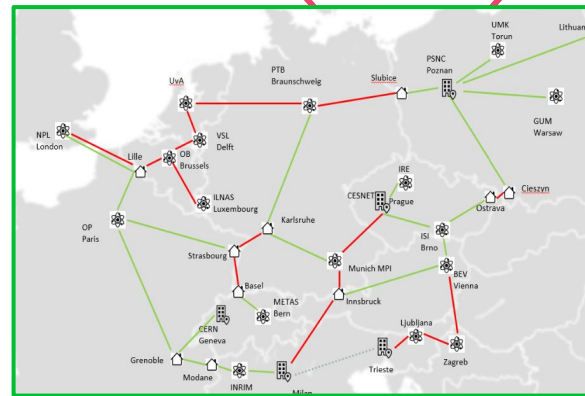 UMK
Torun
Lithuan
PSNC
Poznan
PTB
Braunschweig
Slubice
UvA
GUM
Warsaw
NPL
London
VSL
Delft
Lille
OB
Brussels
IRE
CESNET
Prague
Cieszyn
Ostrava
ILNAS
Luxembourg
OP
Paris
Karlsruhe
ISI
Brno
Strasbourg
Munich MPI
BEV
Vienna
Basel
METAS
Bern
Innsbruck
CERN
Geneva
Ljubljana
Grenoble
Modane
INRIM
Milan
Trieste
Zagreb